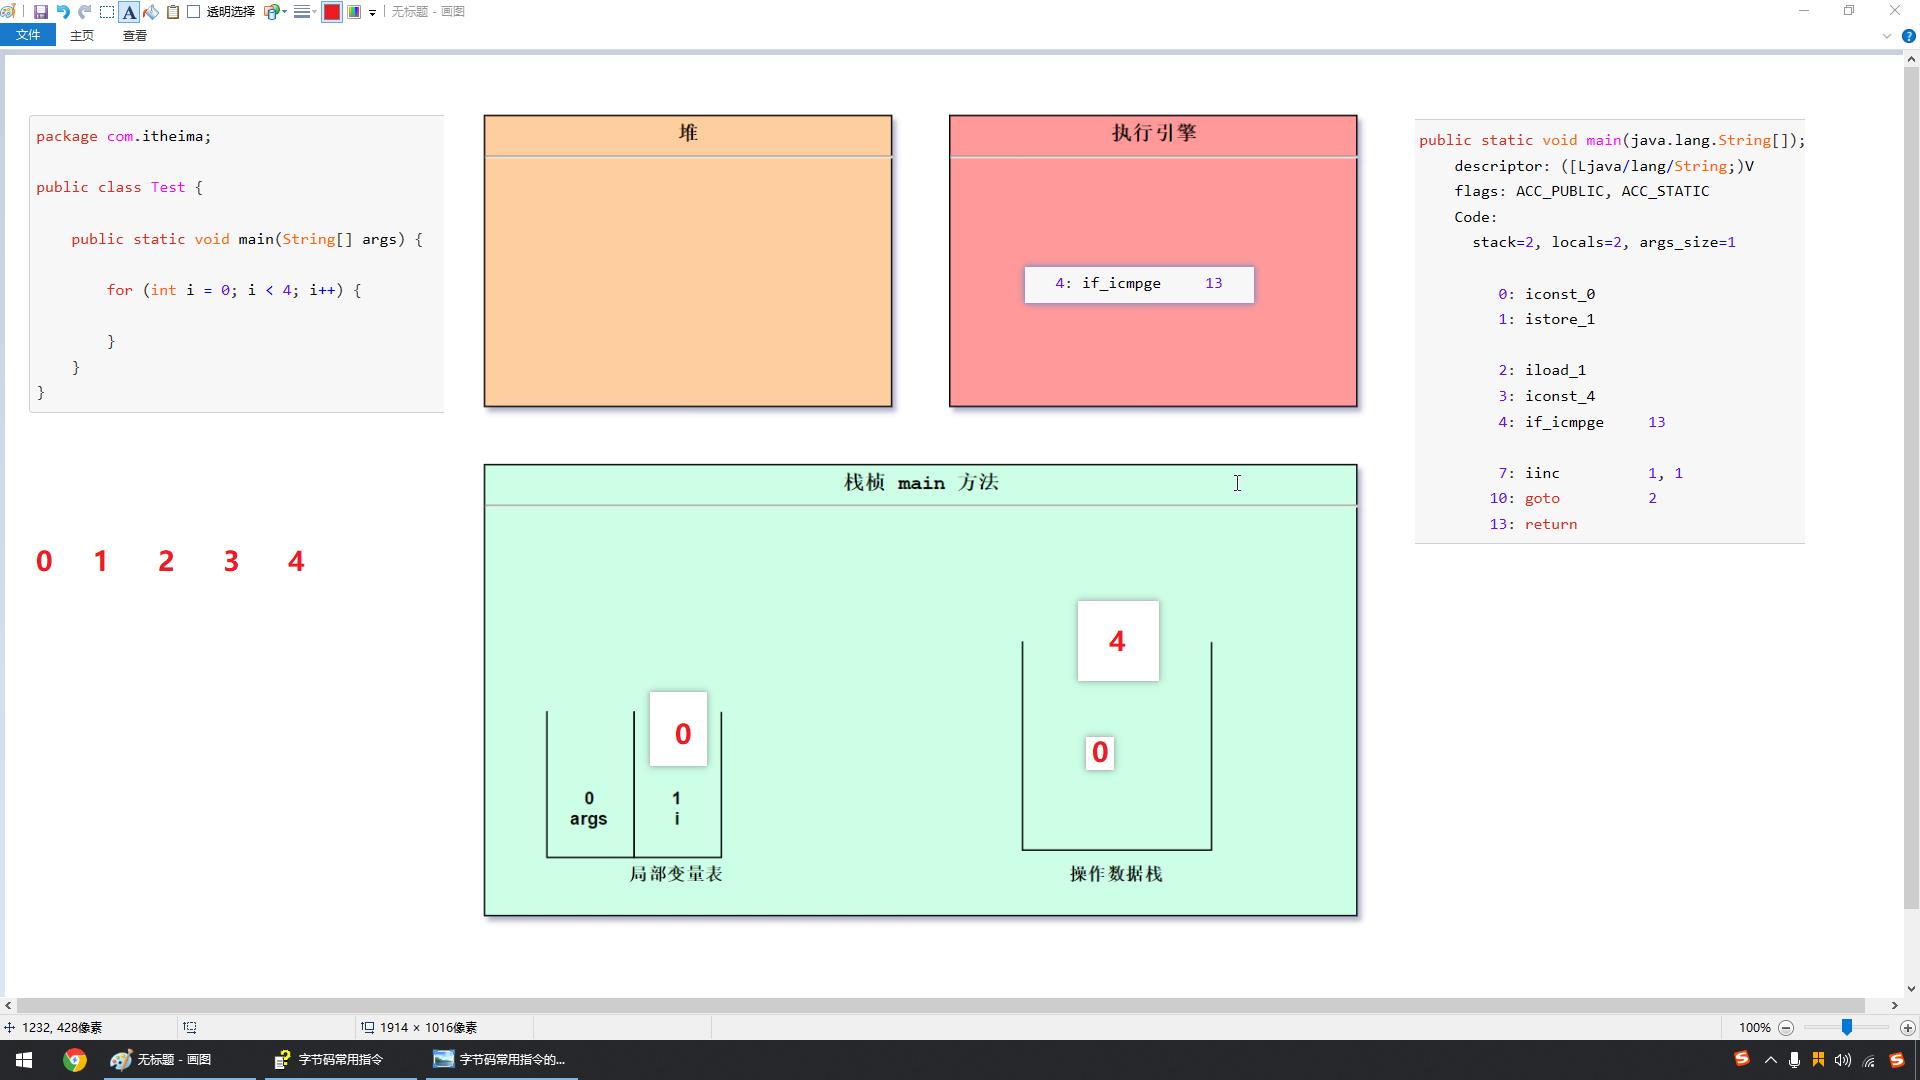 透明选择
无标题 - 画图
文件 主页 查看
package com.itheima;
public class Test {
public static void main(String[] args) {
for (int i = 0; i < 4; i++) {
}
}
}
0 1 2 3 4
堆
执行引擎
4: if_icmpge 13
栈桢 main 方法
4
0
0
0 1
args i
局部变量表
操作数据栈
public static void main(java.lang.String[]);
descriptor: ([Ljava/lang/String;)V
flags: ACC_PUBLIC, ACC_STATIC
Code:
stack=2, locals=2, args_size=1
0: iconst_0
1: istore_1
2: iload_1
3: iconst_4
4: if_icmpge 13
7: iinc 1, 1
10: goto 2
13: return
1232, 428像素
1914 × 1016像素
100%
无标题 - 画图
字节码常用指令
字节码常用指令的...